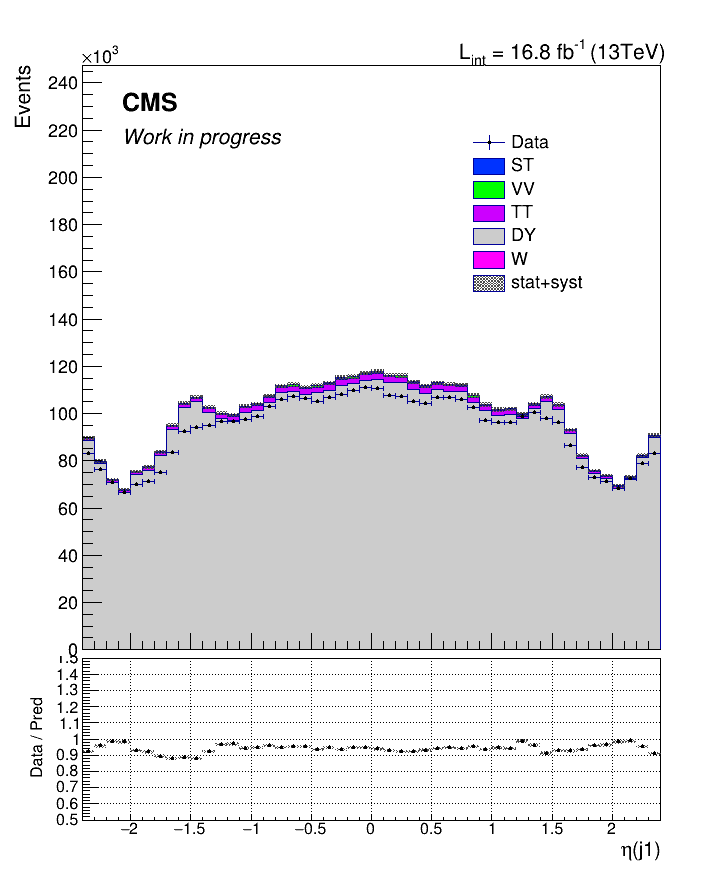 ×10³
L_int = 16.8 fb⁻¹ (13TeV)
Events
CMS
Work in progress
Data
ST
VV
TT
DY
W
stat+syst
240
220
200
180
160
140
120
100
80
60
40
20
0
Data / Pred
1.5
1.4
1.3
1.2
1.1
1
0.9
0.8
0.7
0.6
0.5
−2 −1.5 −1 −0.5 0 0.5 1 1.5 2
η(j1)